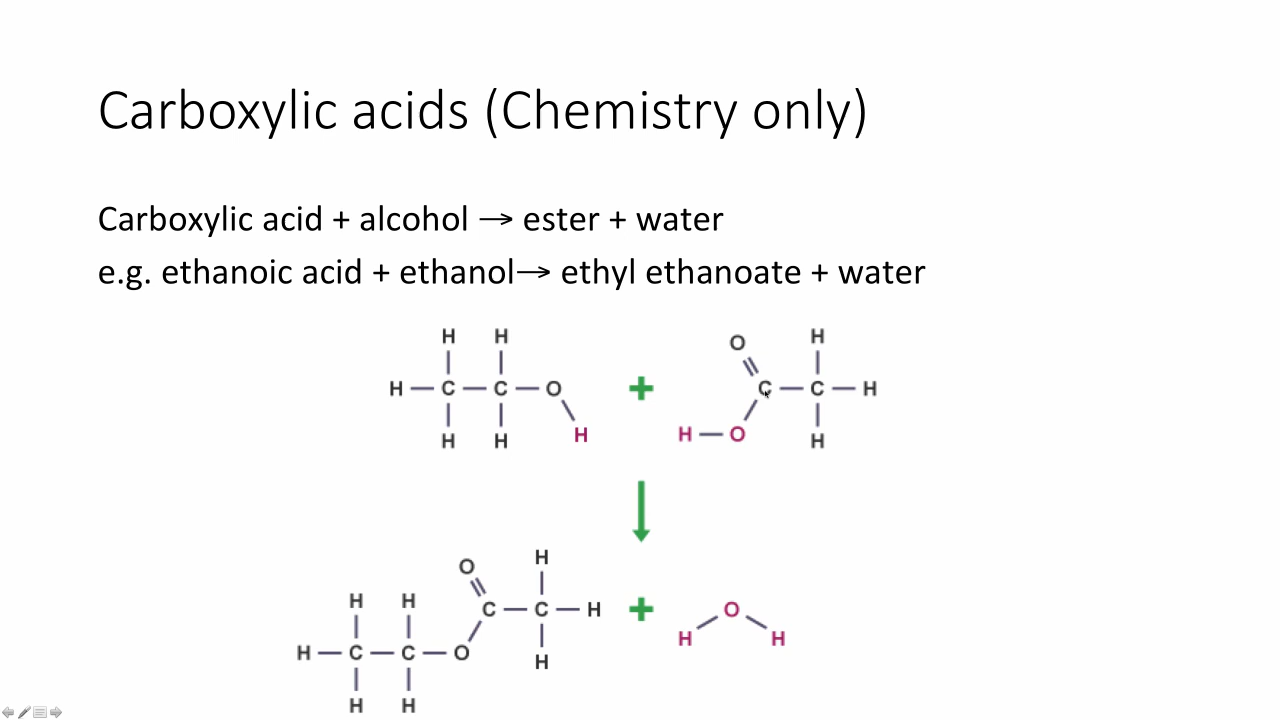 Carboxylic acids (Chemistry only)
Carboxylic acid + alcohol → ester + water
e.g. ethanoic acid + ethanol→ ethyl ethanoate + water
H H O H
H — C — C — O + C — C — H
H H H H — O H
O H
H H C — C — H + O
H — C — C — O H H H
H H